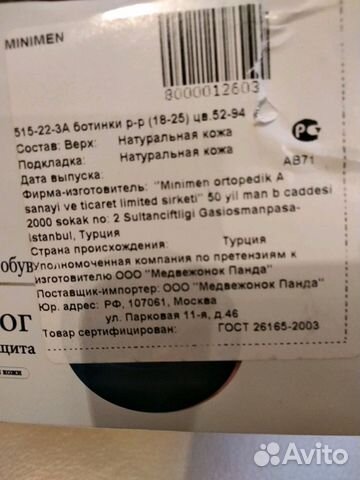 MINIMEN
8000012603
515-22-3А ботинки р-р (18-25) цв.52-94
Состав: Верх: Натуральная кожа
Подкладка: Натуральная кожа
Дата выпуска: АВ71
Фирма-изготовитель: "Minimen ortopedik A
sanayi ve ticaret limited sirketi" 50 yil man b caddesi
2000 sokak no: 2 Sultanciftligi Gasiosmanpasa-
Istanbul, Турция
Страна происхождения: Турция
Уполномоченная компания по претензиям к
изготовителю ООО "Медвежонок Панда"
Поставщик-импортер: ООО "Медвежонок Панда"
Юр. адрес: РФ, 107061, Москва
ул. Парковая 11-я, д.46
Товар сертифицирован: ГОСТ 26165-2003
обув
ОГ
щита
кожи
Avito